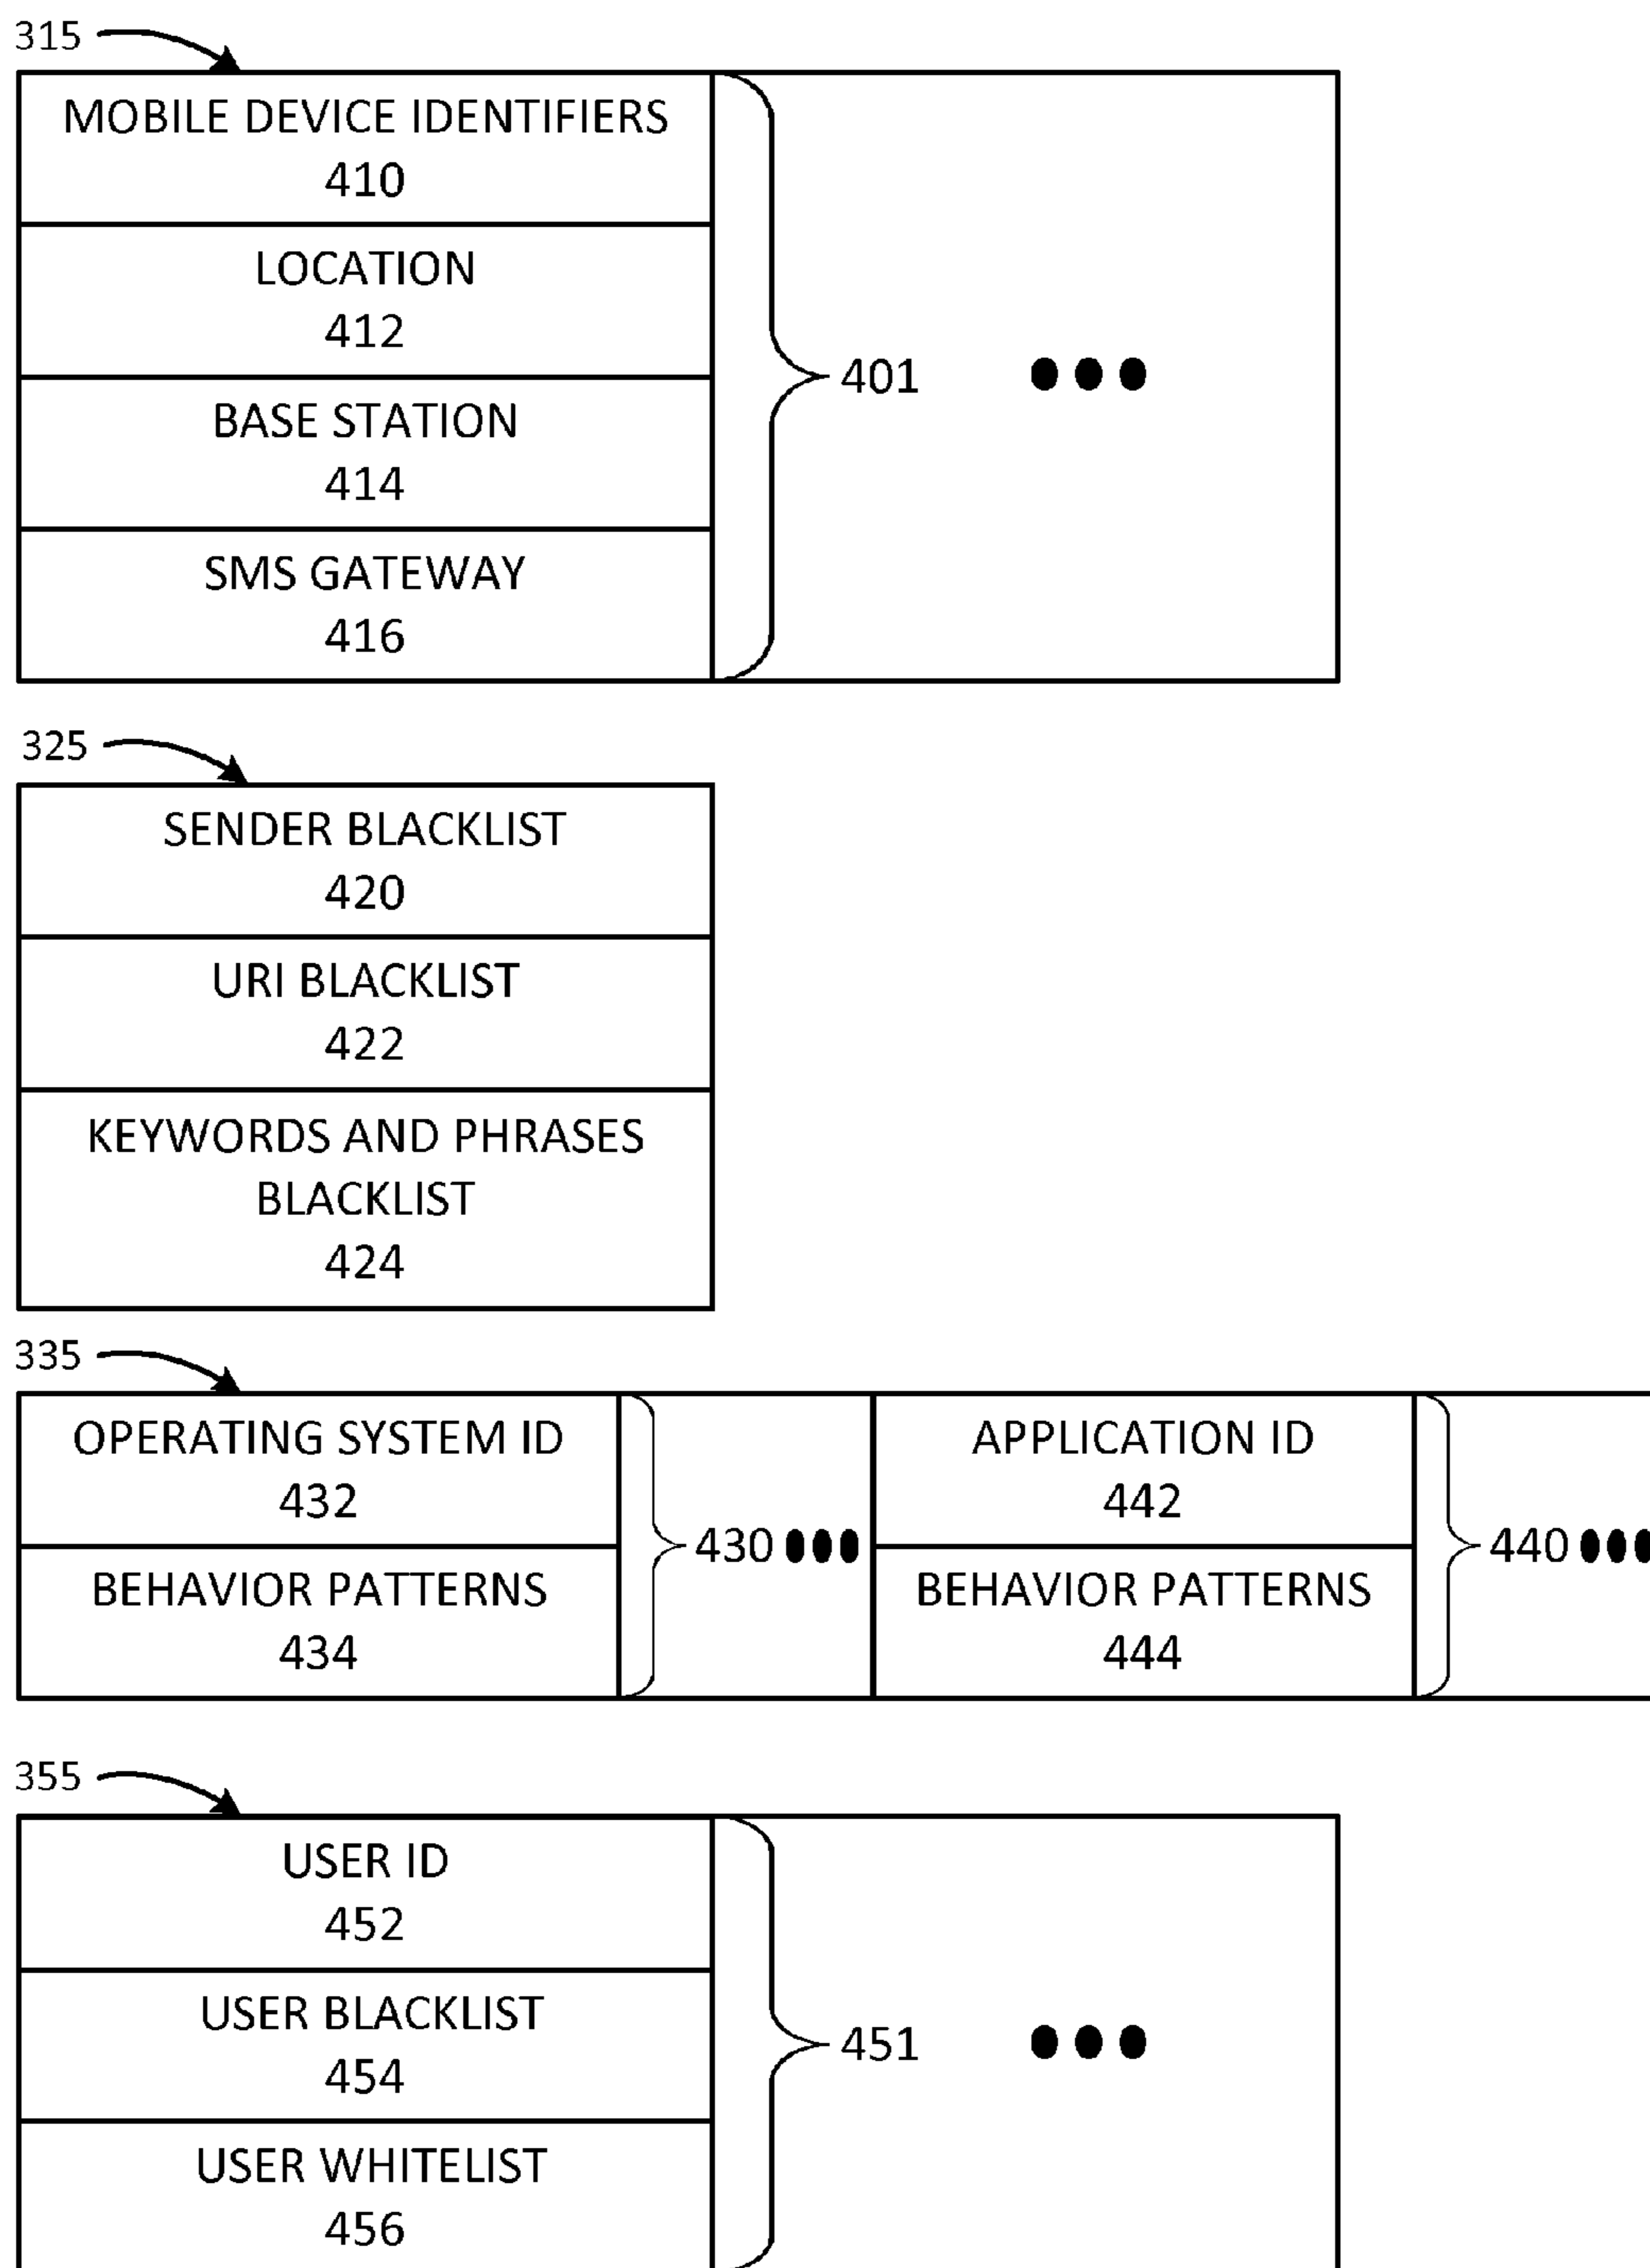 315
MOBILE DEVICE IDENTIFIERS
410
LOCATION
412
BASE STATION
414
SMS GATEWAY
416
401
325
SENDER BLACKLIST
420
URI BLACKLIST
422
KEYWORDS AND PHRASES
BLACKLIST
424
335
OPERATING SYSTEM ID
432
BEHAVIOR PATTERNS
434
430
APPLICATION ID
442
BEHAVIOR PATTERNS
444
440
355
USER ID
452
USER BLACKLIST
454
USER WHITELIST
456
451